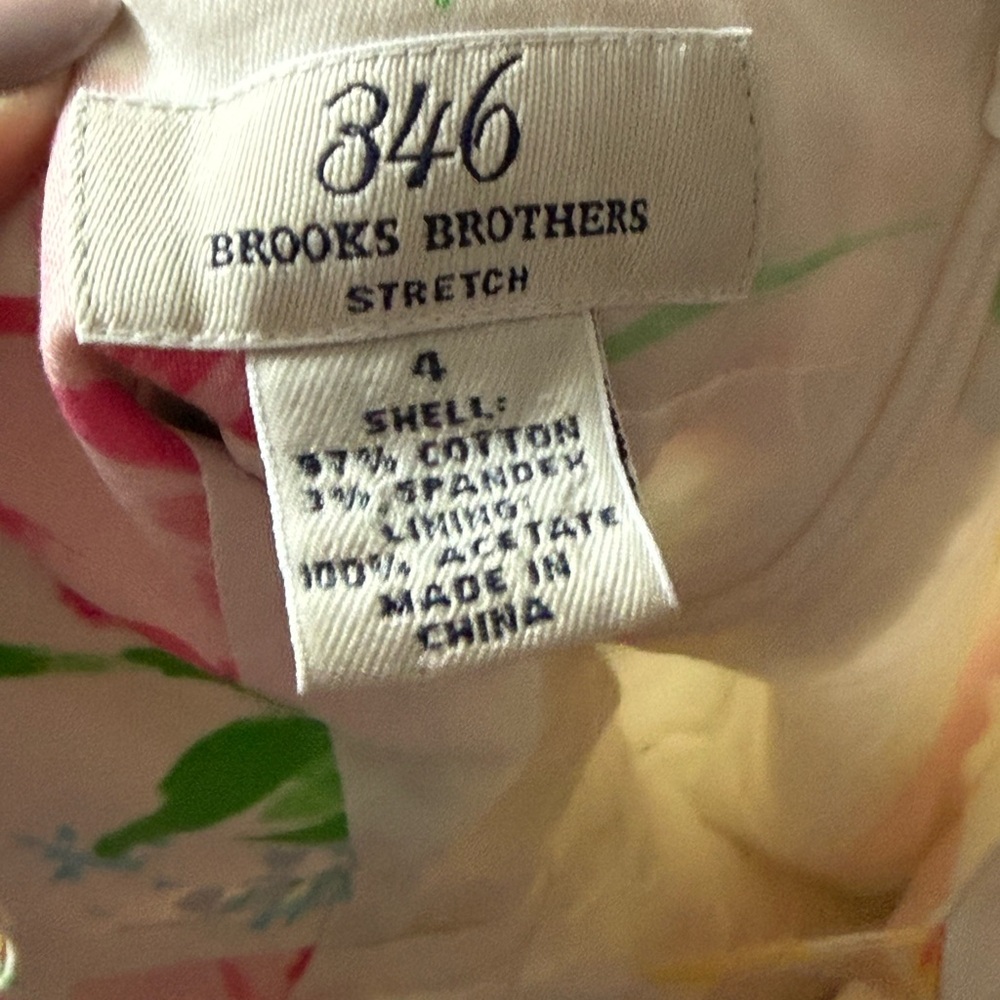 346
BROOKS BROTHERS
STRETCH
4
SHELL:
97% COTTON
3% SPANDEX
LINING:
100% ACETATE
MADE IN
CHINA